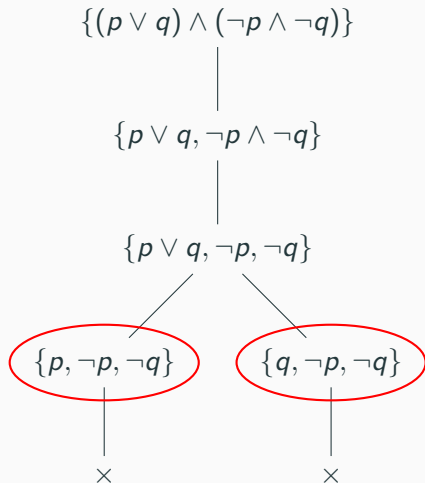 {(p ∨ q) ∧ (¬p ∧ ¬q)}
{p ∨ q, ¬p ∧ ¬q}
{p ∨ q, ¬p, ¬q}
{p, ¬p, ¬q} {q, ¬p, ¬q}
× ×